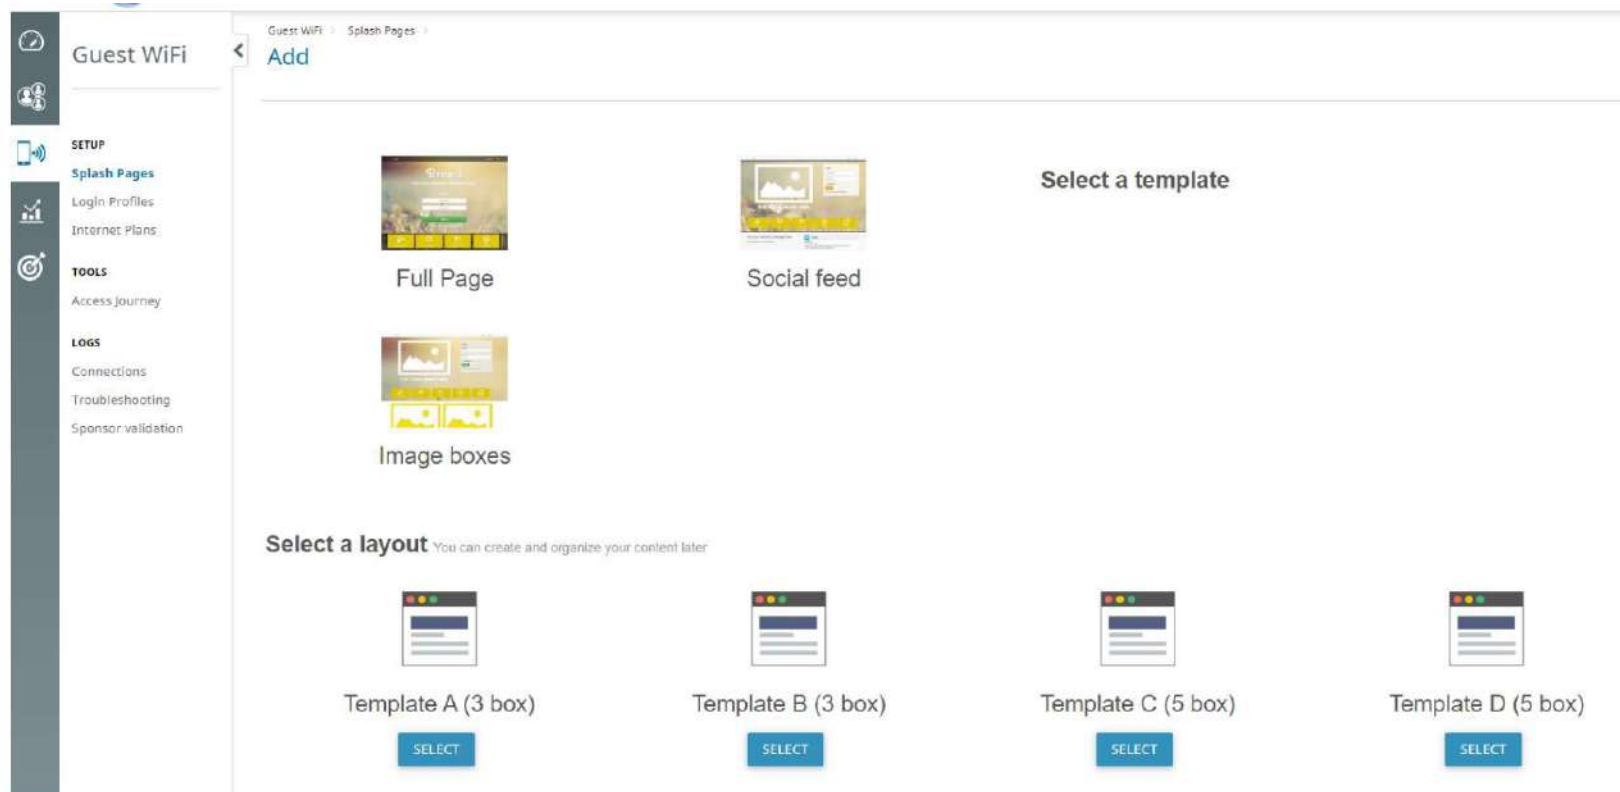 Guest WiFi
SETUP
Splash Pages
Login Profiles
Internet Plans
TOOLS
Access Journey
LOGS
Connections
Troubleshooting
Sponsor validation
Guest WiFi > Splash Pages >
Add
Select a template
Full Page
Social feed
Image boxes
Select a layout You can create and organize your content later
Template A (3 box)
Template B (3 box)
Template C (5 box)
Template D (5 box)
SELECT
SELECT
SELECT
SELECT